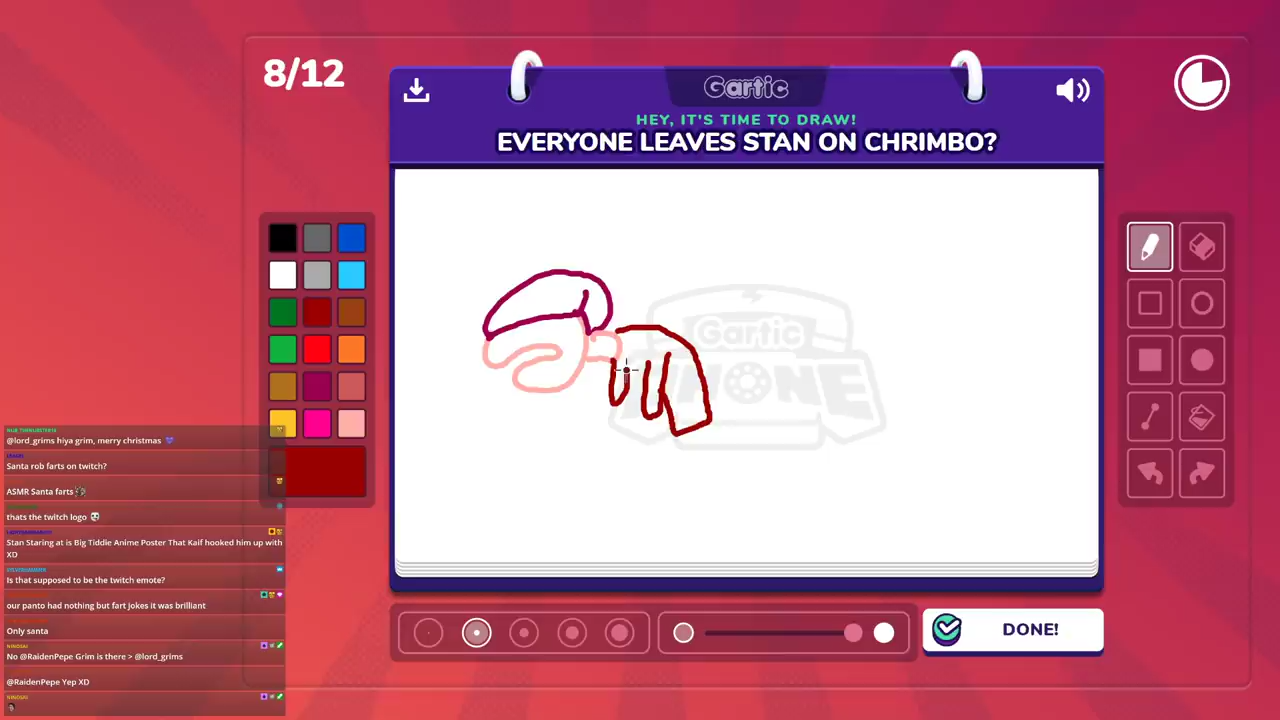 8/12
Gartic
HEY, IT'S TIME TO DRAW!
EVERYONE LEAVES STAN ON CHRIMBO?
Gartic
PHONE
@lord_grims hiya grim, merry christmas
Santa rob farts on twitch?
ASMR Santa farts
thats the twitch logo
Stan Staring at is Big Tiddie Anime Poster That Kaif hooked him up with
XD
Is that supposed to be the twitch emote?
our panto had nothing but fart jokes it was brilliant
Only santa
No @RaidenPepe Grim is there > @lord_grims
@RaidenPepe Yep XD
DONE!